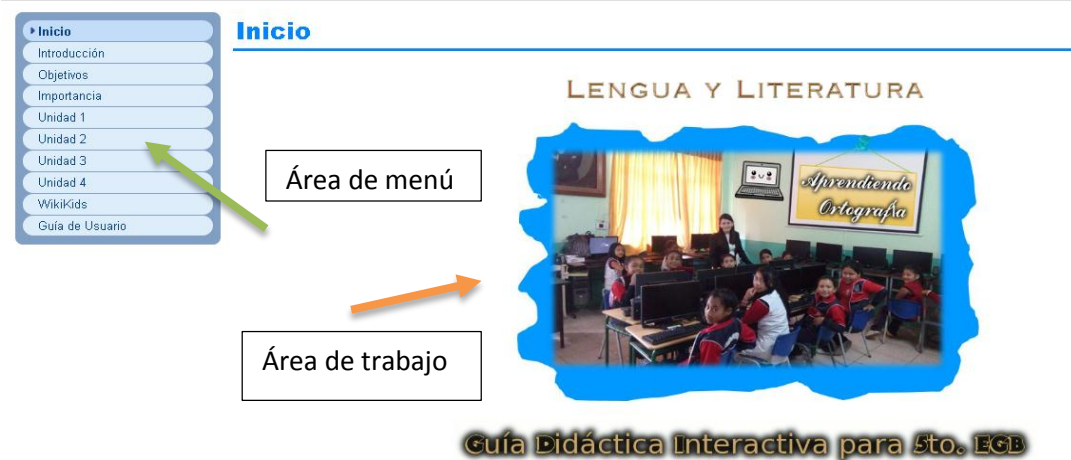 Inicio
Introducción
Objetivos
Importancia
Unidad 1
Unidad 2
Unidad 3
Unidad 4
WikiKids
Guía de Usuario
Inicio
LENGUA Y LITERATURA
Área de menú
Aprendiendo
Ortografía
Área de trabajo
Guía Didáctica Interactiva para 5to. EGB